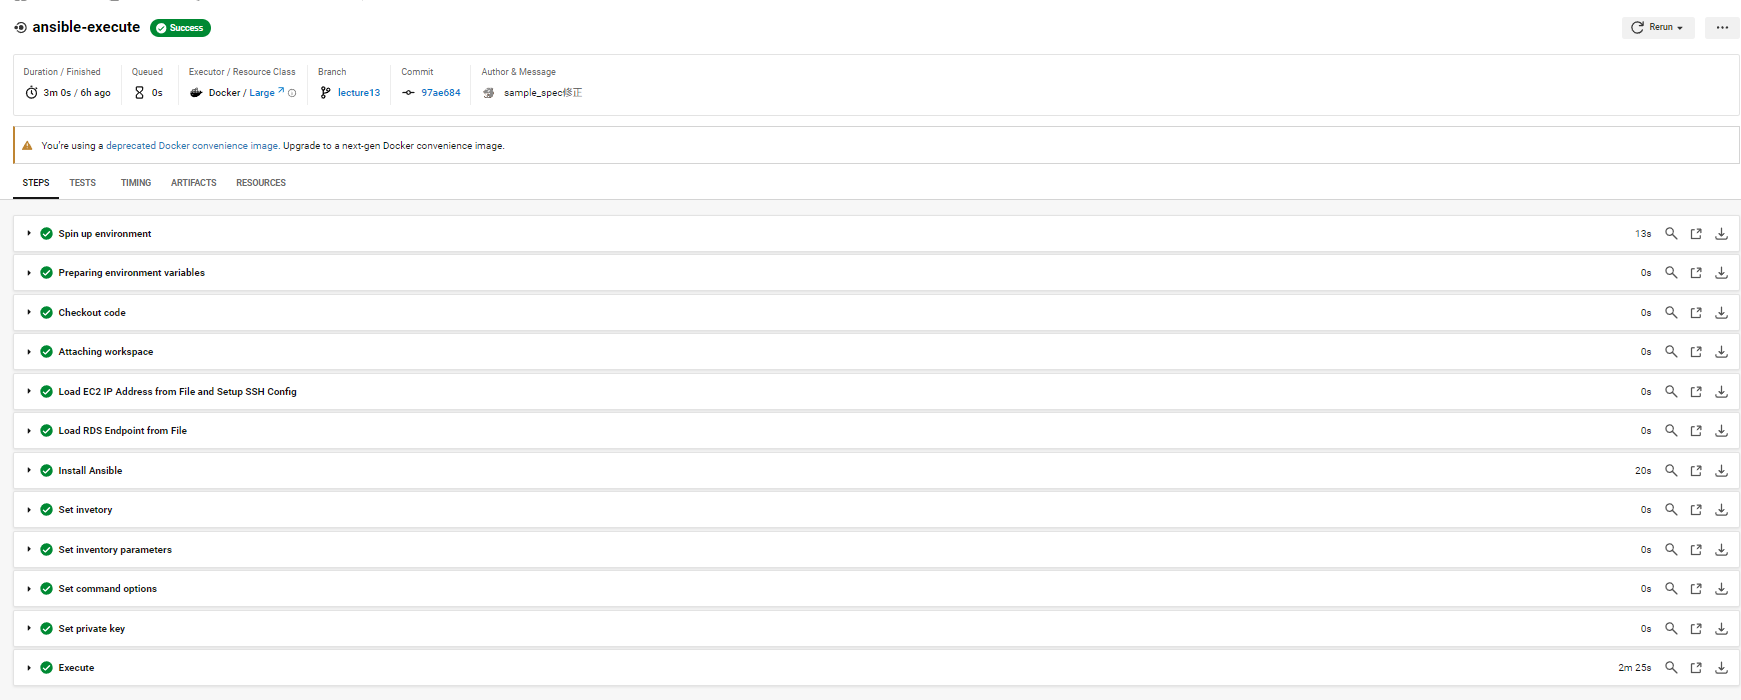 ansible-execute Success Rerun
Duration / Finished Queued Executor / Resource Class Branch Commit Author & Message
3m 0s / 6h ago 0s Docker / Large lecture13 97ae684 sample_spec修正
You're using a deprecated Docker convenience image. Upgrade to a next-gen Docker convenience image.
STEPS TESTS TIMING ARTIFACTS RESOURCES
Spin up environment 13s
Preparing environment variables 0s
Checkout code 0s
Attaching workspace 0s
Load EC2 IP Address from File and Setup SSH Config 0s
Load RDS Endpoint from File 0s
Install Ansible 20s
Set invetory 0s
Set inventory parameters 0s
Set command options 0s
Set private key 0s
Execute 2m 25s